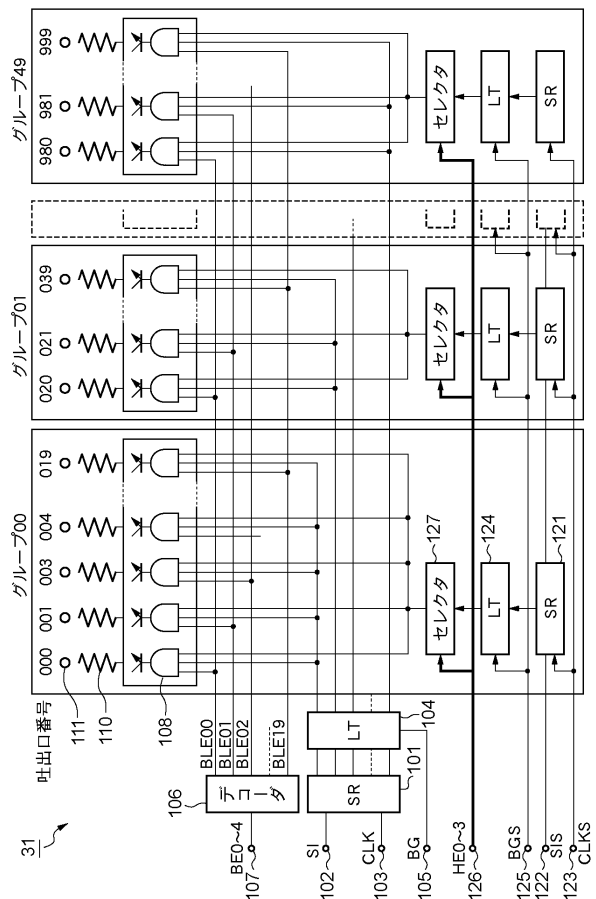 グループ00
グループ01
グループ49
吐出口番号
000
001
003
004
019
020
021
039
980
981
999
111
110
108
BLE00
BLE01
BLE02
BLE19
106
デコーダ
LT
104
SR
101
セレクタ
127
LT
124
SR
121
セレクタ
LT
SR
セレクタ
LT
SR
31
BE0~4
107
SI
102
CLK
103
BG
105
HE0~3
126
BGS
125
SIS
122
CLKS
123